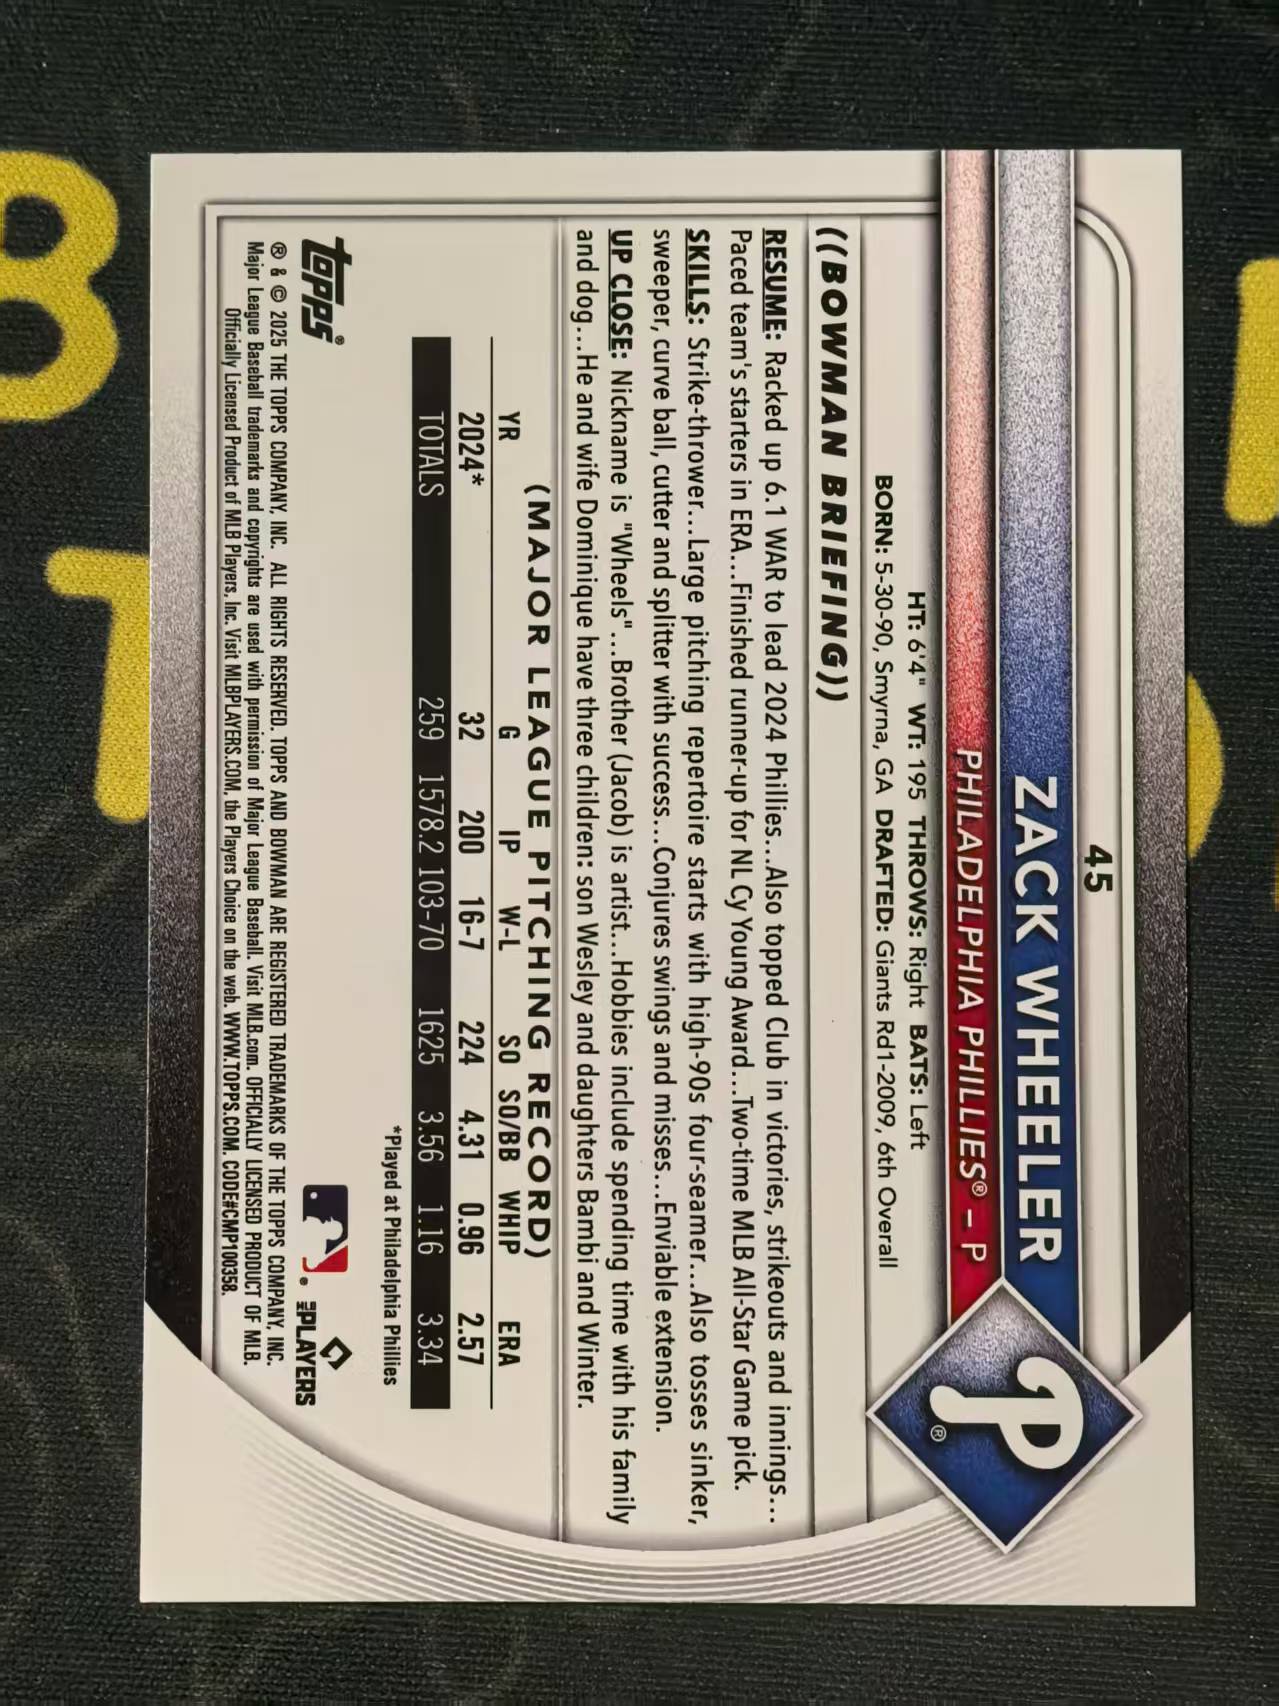 45
ZACK WHEELER
PHILADELPHIA PHILLIES® – P
P®
HT: 6'4" WT: 195 THROWS: Right BATS: Left
BORN: 5-30-90, Smyrna, GA DRAFTED: Giants Rd1-2009, 6th Overall
((BOWMAN BRIEFING))
RESUME: Racked up 6.1 WAR to lead 2024 Phillies...Also topped Club in victories, strikeouts and innings...
Paced team's starters in ERA...Finished runner-up for NL Cy Young Award...Two-time MLB All-Star Game pick.
SKILLS: Strike-thrower...Large pitching repertoire starts with high-90s four-seamer...Also tosses sinker,
sweeper, curve ball, cutter and splitter with success...Conjures swings and misses...Enviable extension.
UP CLOSE: Nickname is "Wheels"...Brother (Jacob) is artist...Hobbies include spending time with his family
and dog...He and wife Dominique have three children: son Wesley and daughters Bambi and Winter.
(MAJOR LEAGUE PITCHING RECORD)
YR G IP W-L SO SO/BB WHIP ERA
2024* 32 200 16-7 224 4.31 0.96 2.57
TOTALS 259 1578.2 103-70 1625 3.56 1.16 3.34
*Played at Philadelphia Phillies
topps®
MLB PLAYERS
® & © 2025 THE TOPPS COMPANY, INC. ALL RIGHTS RESERVED. TOPPS AND BOWMAN ARE REGISTERED TRADEMARKS OF THE TOPPS COMPANY, INC.
Major League Baseball trademarks and copyrights are used with permission of Major League Baseball. Visit MLB.com. OFFICIALLY LICENSED PRODUCT OF MLB.
Officially Licensed Product of MLB Players, Inc. Visit MLBPLAYERS.COM, the Players Choice on the web. WWW.TOPPS.COM. CODE#CMP100358.